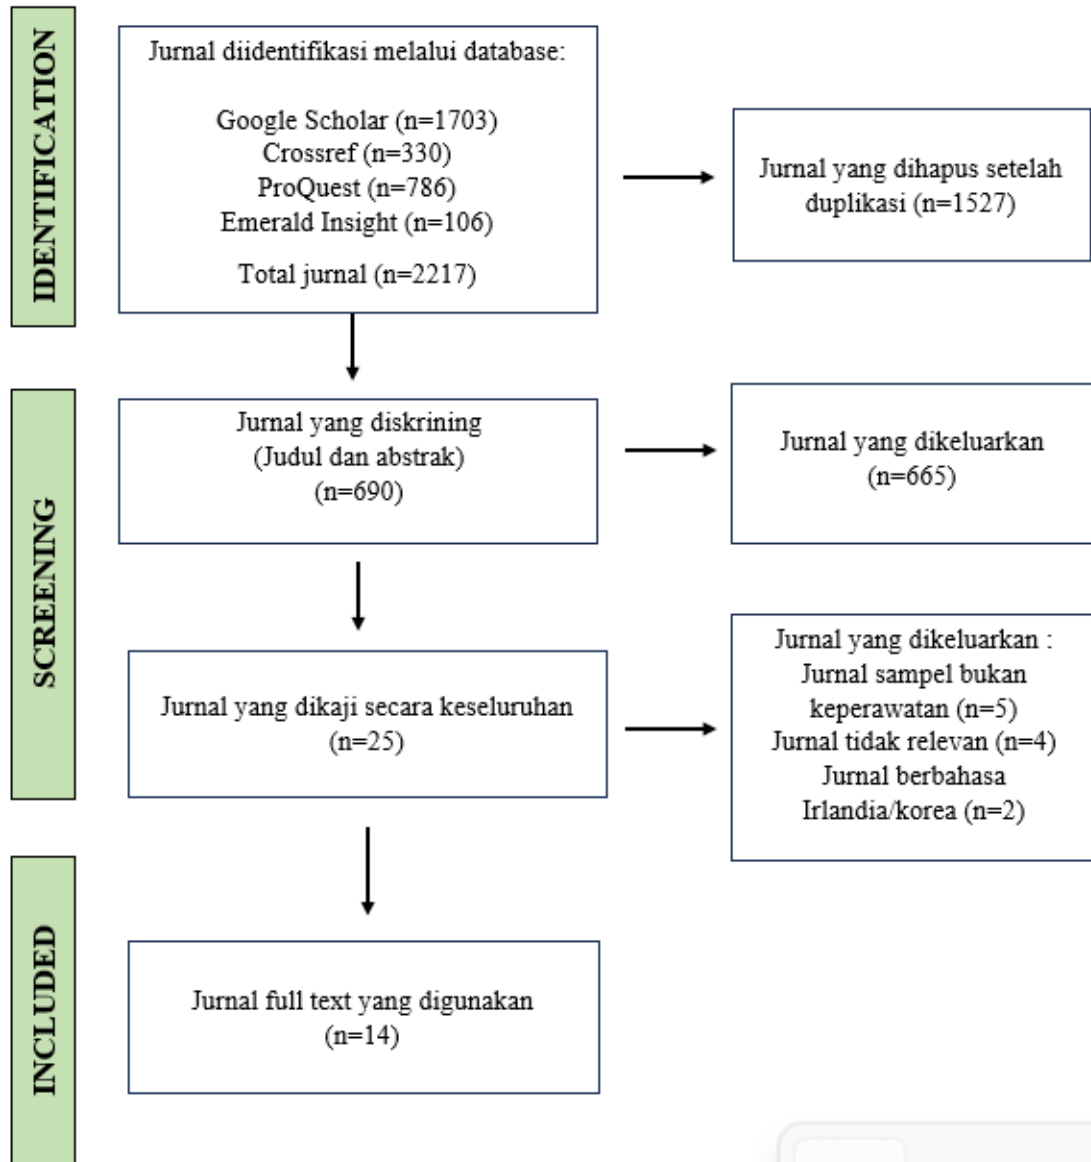 IDENTIFICATION
Jurnal diidentifikasi melalui database:
Google Scholar (n=1703)
Crossref (n=330)
ProQuest (n=786)
Emerald Insight (n=106)
Total jurnal (n=2217)
Jurnal yang dihapus setelah
duplikasi (n=1527)
SCREENING
Jurnal yang diskrining
(Judul dan abstrak)
(n=690)
Jurnal yang dikeluarkan
(n=665)
Jurnal yang dikaji secara keseluruhan
(n=25)
Jurnal yang dikeluarkan :
Jurnal sampel bukan
keperawatan (n=5)
Jurnal tidak relevan (n=4)
Jurnal berbahasa
Irlandia/korea (n=2)
INCLUDED
Jurnal full text yang digunakan
(n=14)